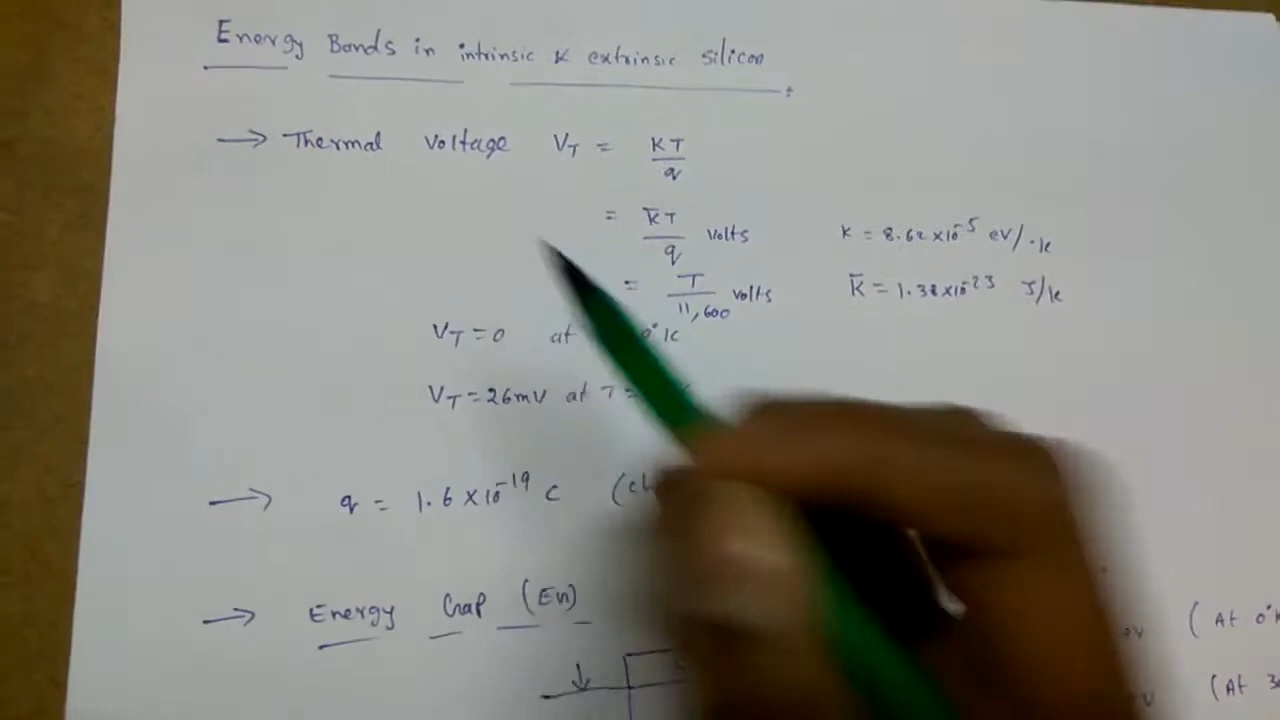 Energy Bands in intrinsic & extrinsic silicon.
→ Thermal Voltage V_T = KT/q
= K̄T/q volts K = 8.62×10⁻⁵ eV/°k
= T/11,600 volts K̄ = 1.38×10⁻²³ J/k
V_T = 0 at 0°K
V_T = 26mV at T =
→ q = 1.6×10⁻¹⁹ C
→ Energy Gap
(At 0°K
(At